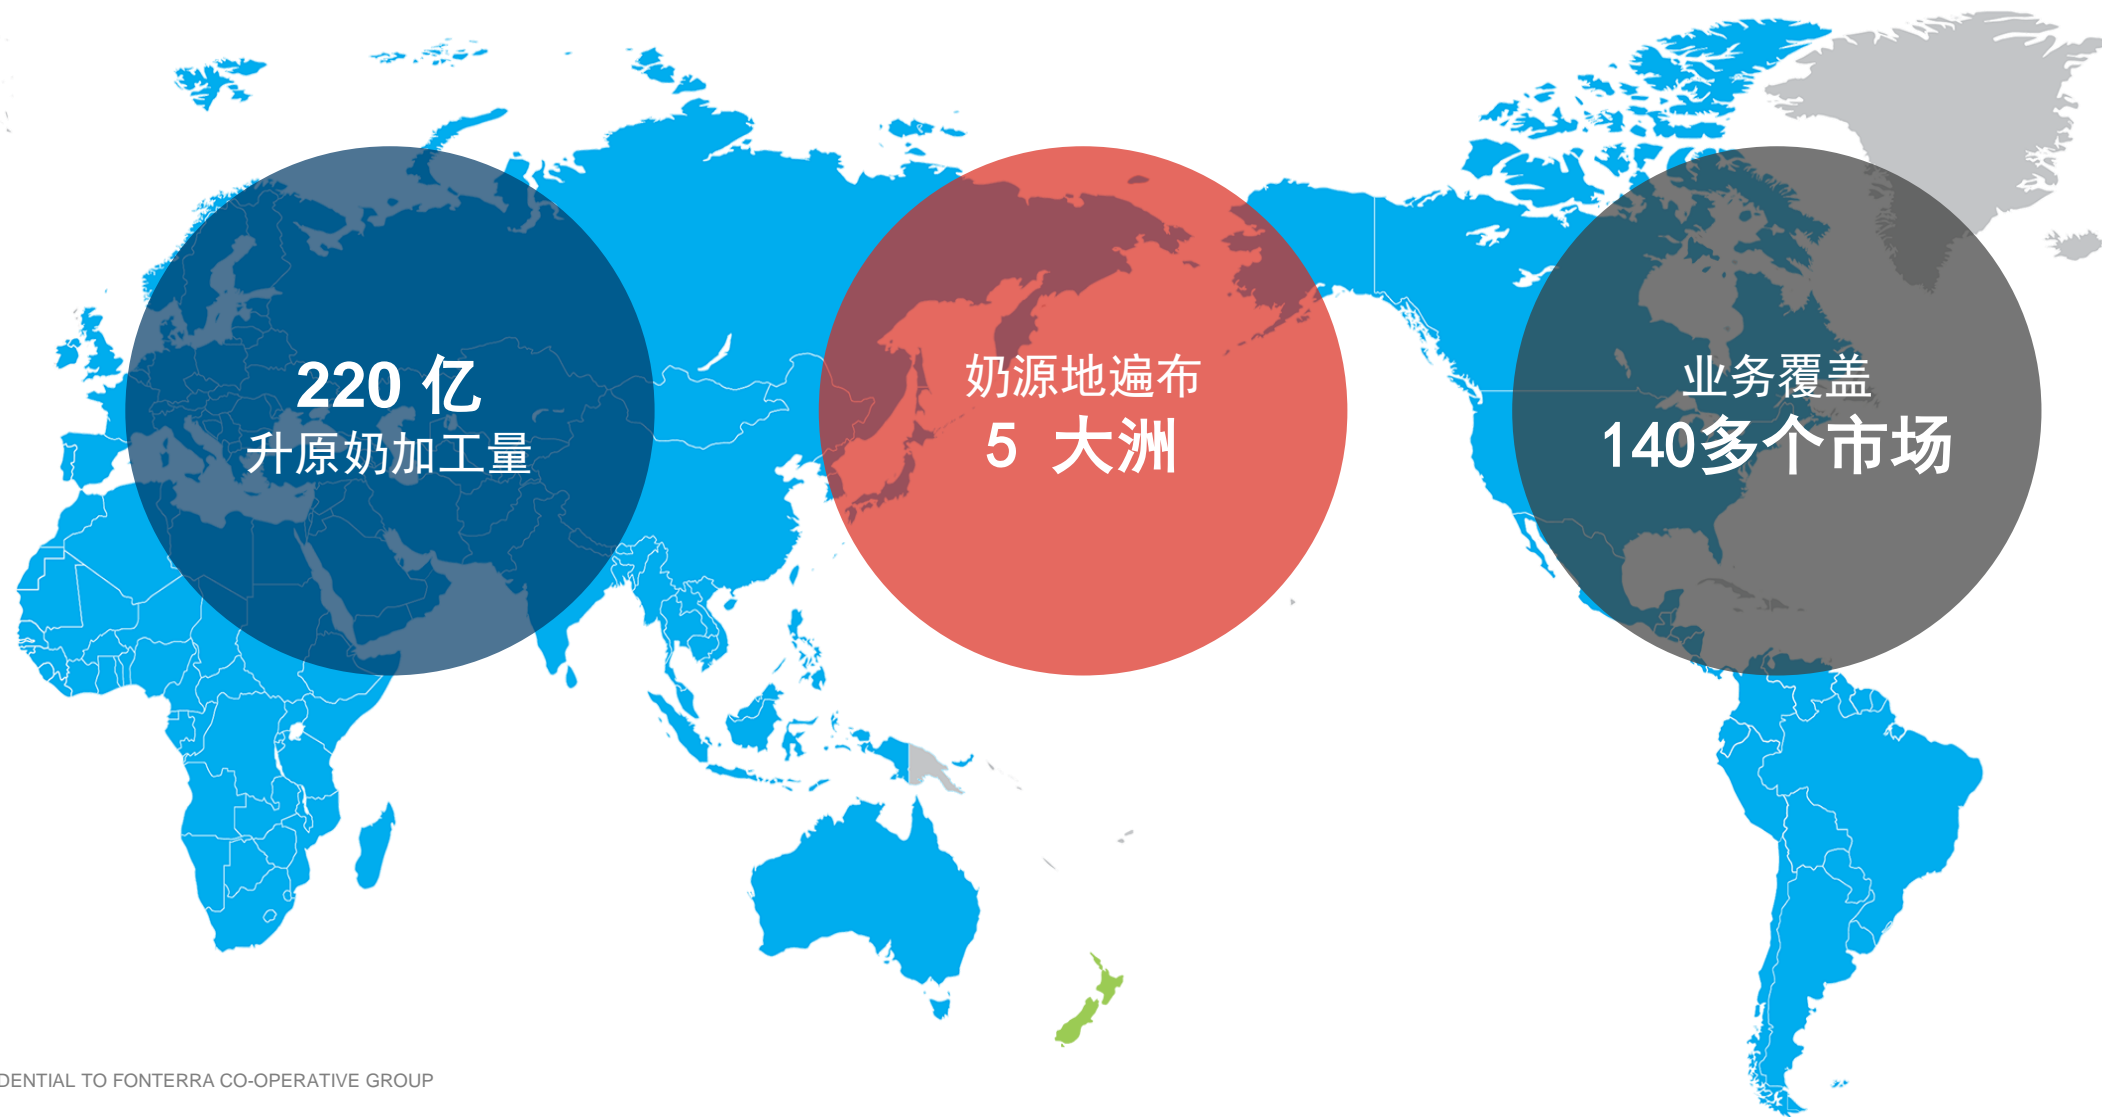 220 亿
升原奶加工量
奶源地遍布
5 大洲
业务覆盖
140多个市场
DENTIAL TO FONTERRA CO-OPERATIVE GROUP